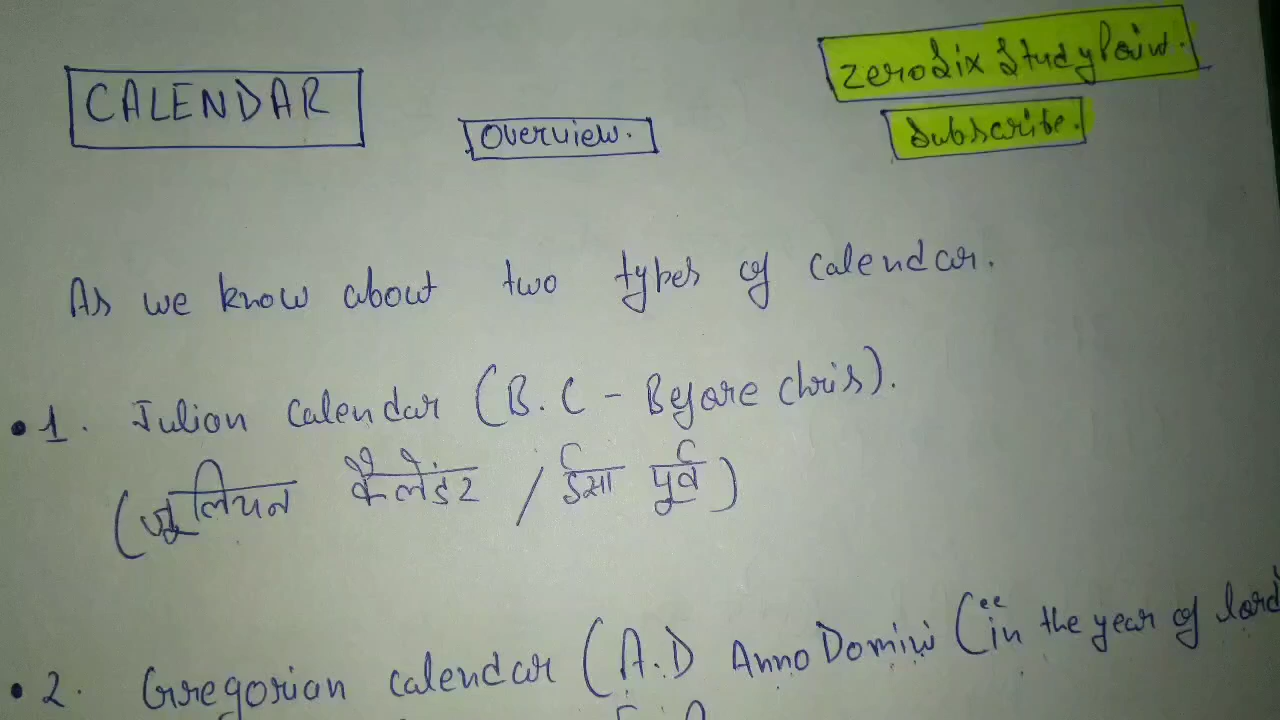 CALENDAR
Overview.
ZeroSix StudyPoint.
Subscribe.
As we know about two types of calendar.
•1. Julian Calendar (B.C - Before Chris).
(जूलियन कैलेंडर / ईसा पूर्व)
•2. Gregorian calendar (A.D Anno Domini ("in the year of lord